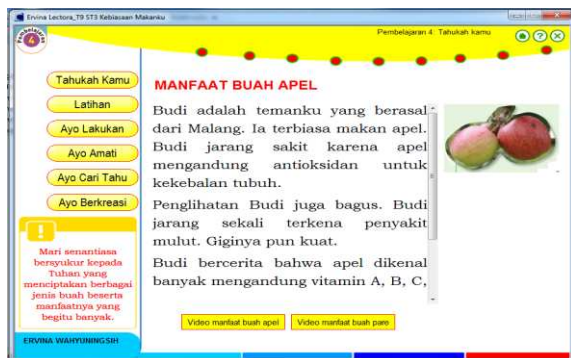 Ervina Lectora_T9 ST3 Kebiasaan Makanku
Pembelajaran 4
Pembelajaran 4: Tahukah kamu
Tahukah Kamu
Latihan
Ayo Lakukan
Ayo Amati
Ayo Cari Tahu
Ayo Berkreasi
!
Mari senantiasa
bersyukur kepada
Tuhan yang
menciptakan berbagai
jenis buah beserta
manfaatnya yang
begitu banyak.
ERVINA WAHYUNINGSIH
MANFAAT BUAH APEL
Budi adalah temanku yang berasal
dari Malang. Ia terbiasa makan apel.
Budi jarang sakit karena apel
mengandung antioksidan untuk
kekebalan tubuh.
Penglihatan Budi juga bagus. Budi
jarang sekali terkena penyakit
mulut. Giginya pun kuat.
Budi bercerita bahwa apel dikenal
banyak mengandung vitamin A, B, C,
Video manfaat buah apel
Video manfaat buah pare